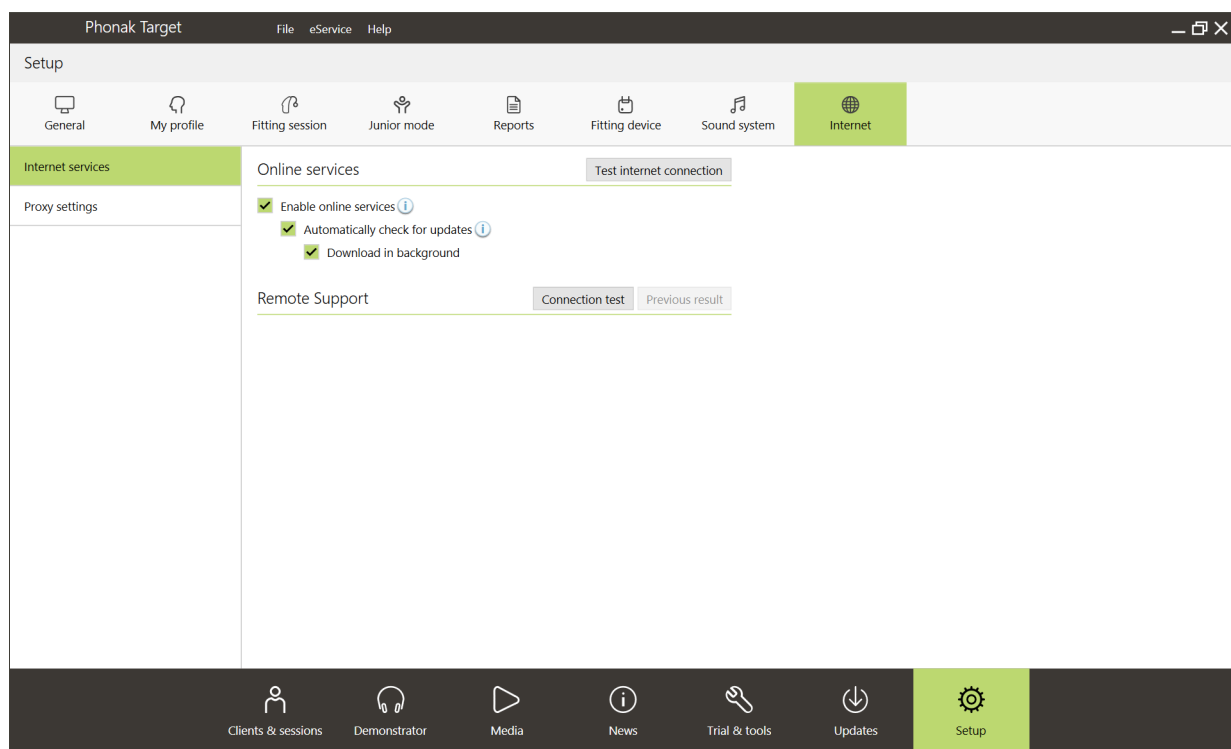 Phonak Target File eService Help
Setup
General My profile Fitting session Junior mode Reports Fitting device Sound system Internet
Internet services
Proxy settings
Online services Test internet connection
Enable online services
Automatically check for updates
Download in background
Remote Support Connection test Previous result
Clients & sessions Demonstrator Media News Trial & tools Updates Setup